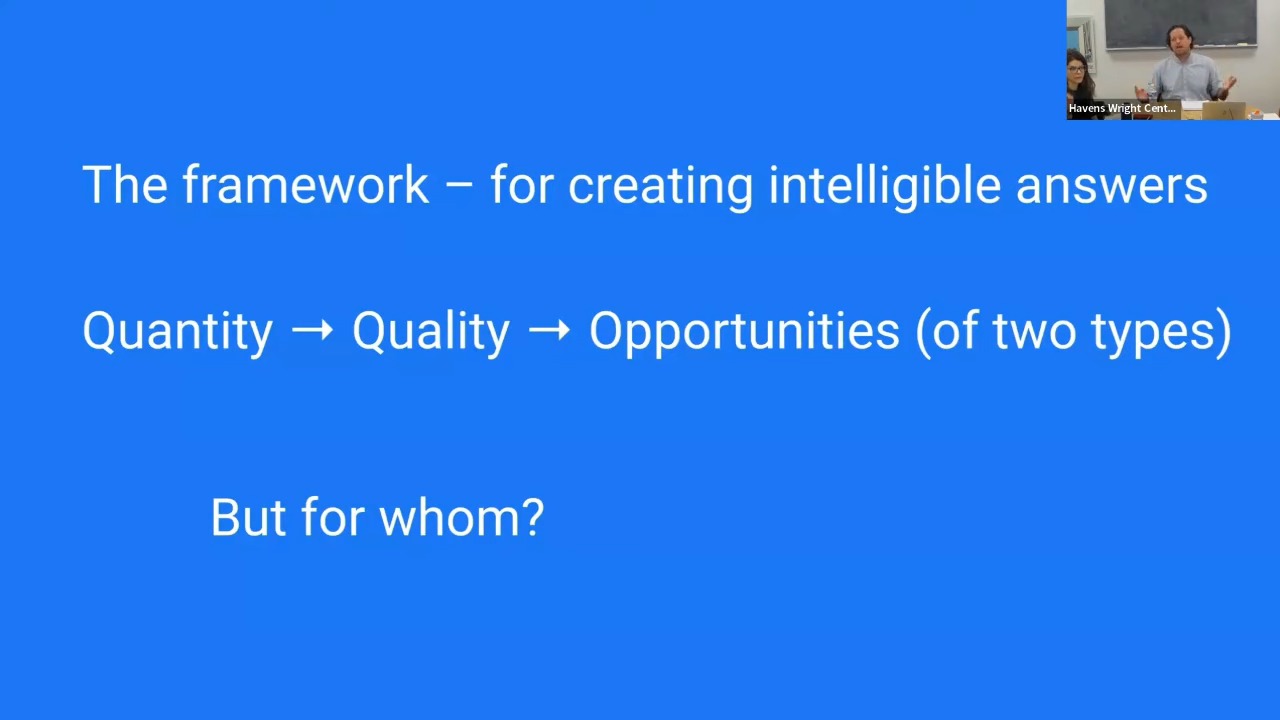 Havens Wright Cent...
The framework – for creating intelligible answers
Quantity → Quality → Opportunities (of two types)
But for whom?